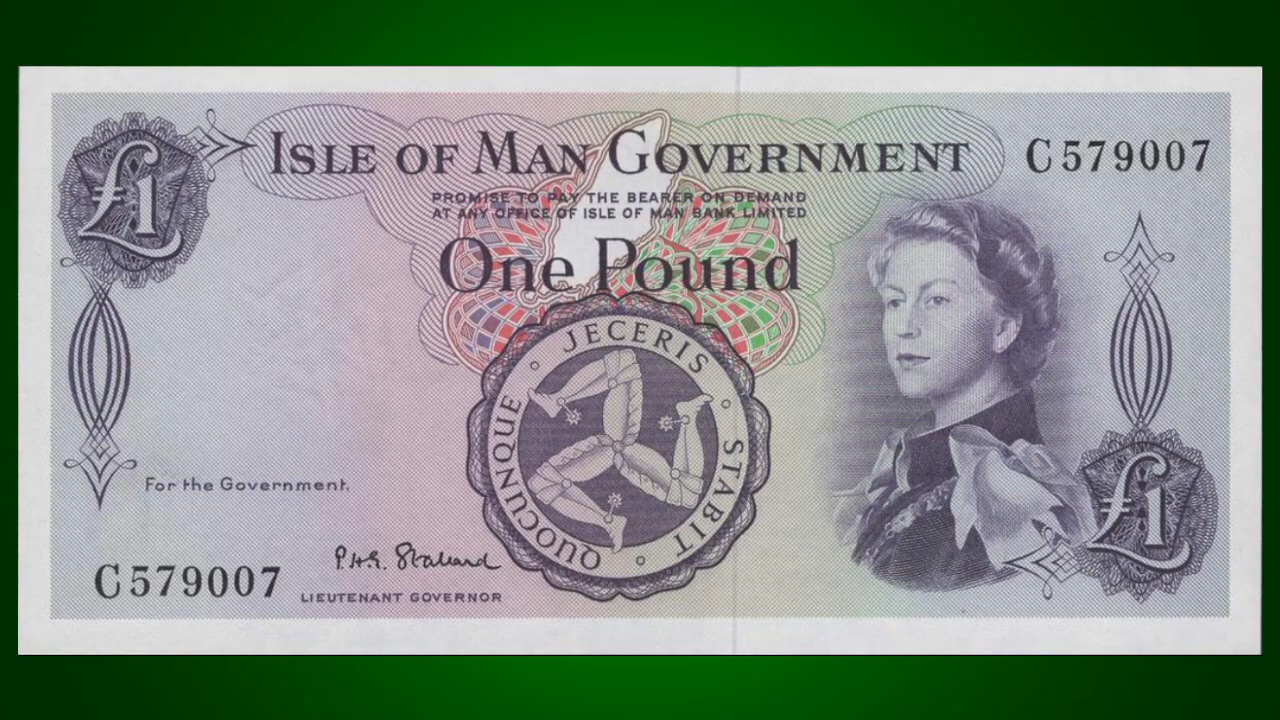 £1
ISLE OF MAN GOVERNMENT
C579007
PROMISE TO PAY THE BEARER ON DEMAND
AT ANY OFFICE OF ISLE OF MAN BANK LIMITED
One Pound
QUOCUNQUE JECERIS STABIT
For the Government,
P.H.G. Stallard
C579007
LIEUTENANT GOVERNOR
£1